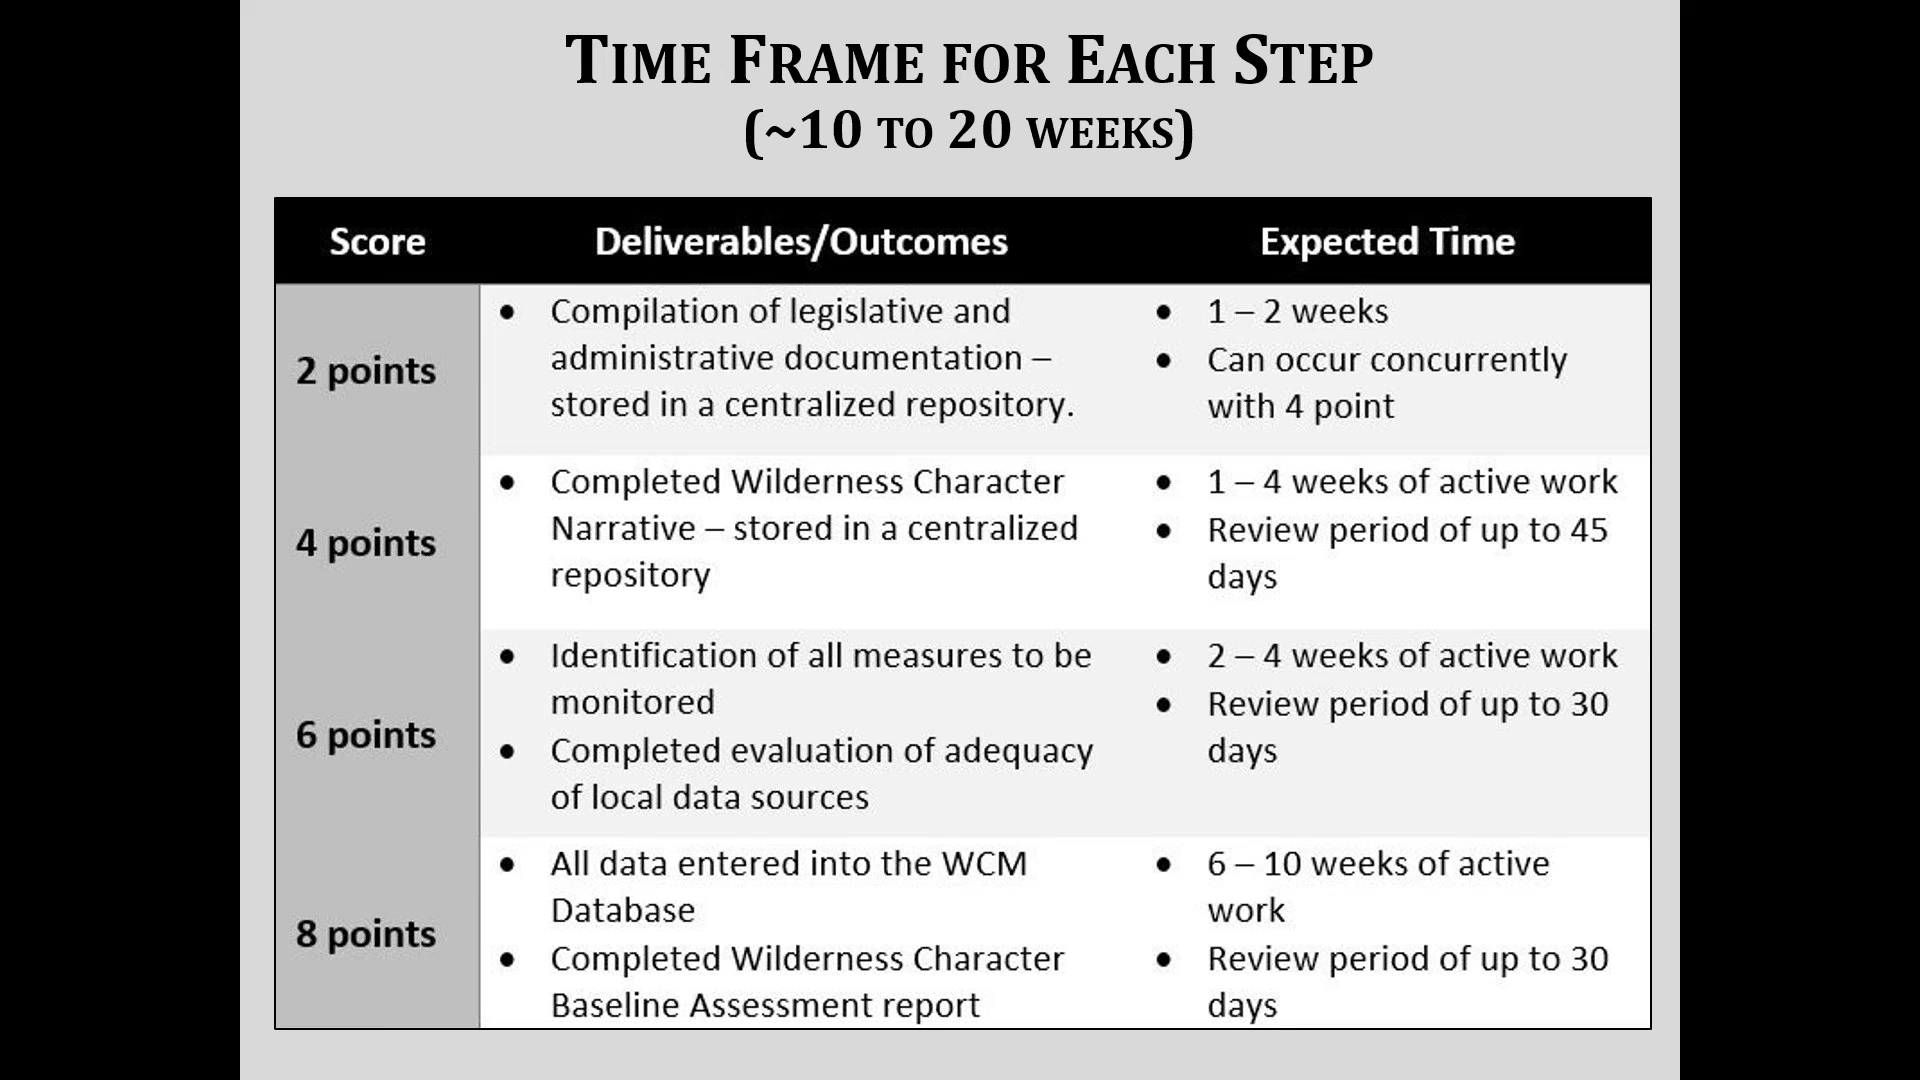 TIME FRAME FOR EACH STEP
(~10 TO 20 WEEKS)
Score Deliverables/Outcomes Expected Time
2 points
• Compilation of legislative and
administrative documentation –
stored in a centralized repository.
• 1 – 2 weeks
• Can occur concurrently
with 4 point
4 points
• Completed Wilderness Character
Narrative – stored in a centralized
repository
• 1 – 4 weeks of active work
• Review period of up to 45
days
6 points
• Identification of all measures to be
monitored
• Completed evaluation of adequacy
of local data sources
• 2 – 4 weeks of active work
• Review period of up to 30
days
8 points
• All data entered into the WCM
Database
• Completed Wilderness Character
Baseline Assessment report
• 6 – 10 weeks of active
work
• Review period of up to 30
days